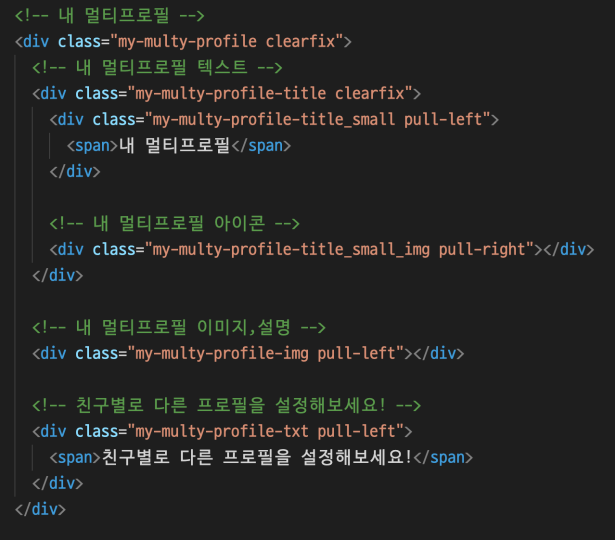 <!-- 내 멀티프로필 -->
<div class="my-multy-profile clearfix">
<!-- 내 멀티프로필 텍스트 -->
<div class="my-multy-profile-title clearfix">
<div class="my-multy-profile-title_small pull-left">
<span>내 멀티프로필</span>
</div>
<!-- 내 멀티프로필 아이콘 -->
<div class="my-multy-profile-title_small_img pull-right"></div>
</div>
<!-- 내 멀티프로필 이미지,설명 -->
<div class="my-multy-profile-img pull-left"></div>
<!-- 친구별로 다른 프로필을 설정해보세요! -->
<div class="my-multy-profile-txt pull-left">
<span>친구별로 다른 프로필을 설정해보세요!</span>
</div>
</div>